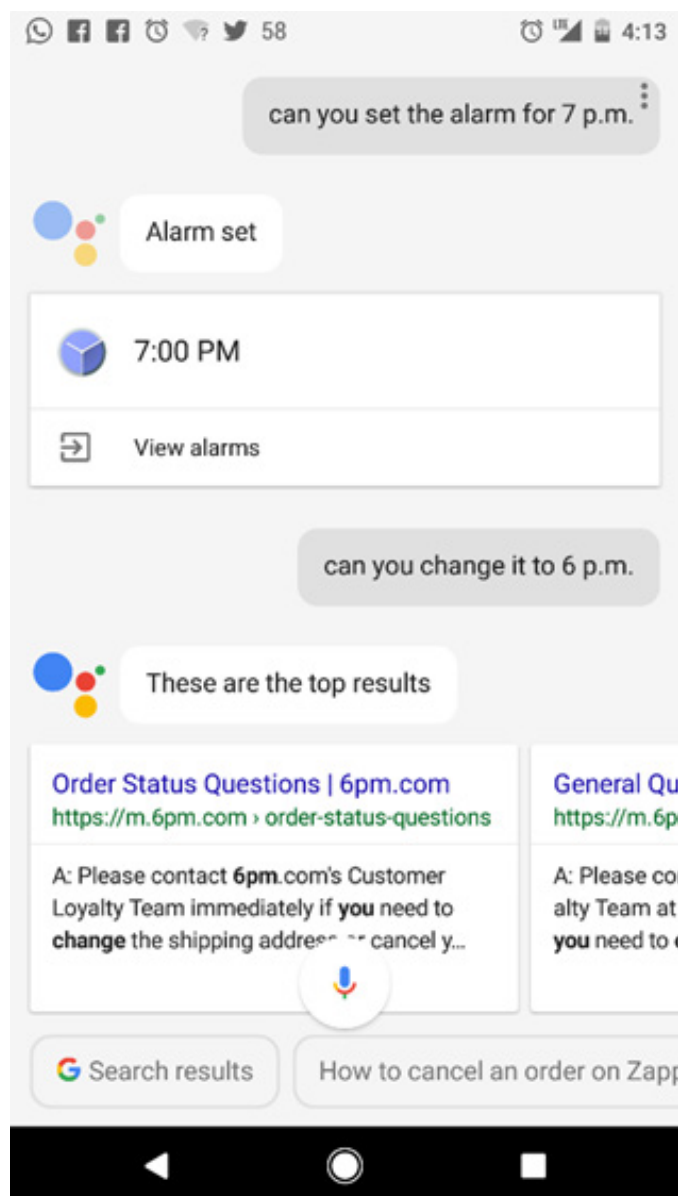 58
LTE
4:13
can you set the alarm for 7 p.m.
Alarm set
7:00 PM
View alarms
can you change it to 6 p.m.
These are the top results
Order Status Questions | 6pm.com
https://m.6pm.com › order-status-questions
A: Please contact 6pm.com's Customer
Loyalty Team immediately if you need to
change the shipping address or cancel y...
General Qu
https://m.6p
A: Please co
alty Team at
you need to
G Search results
How to cancel an order on Zapp